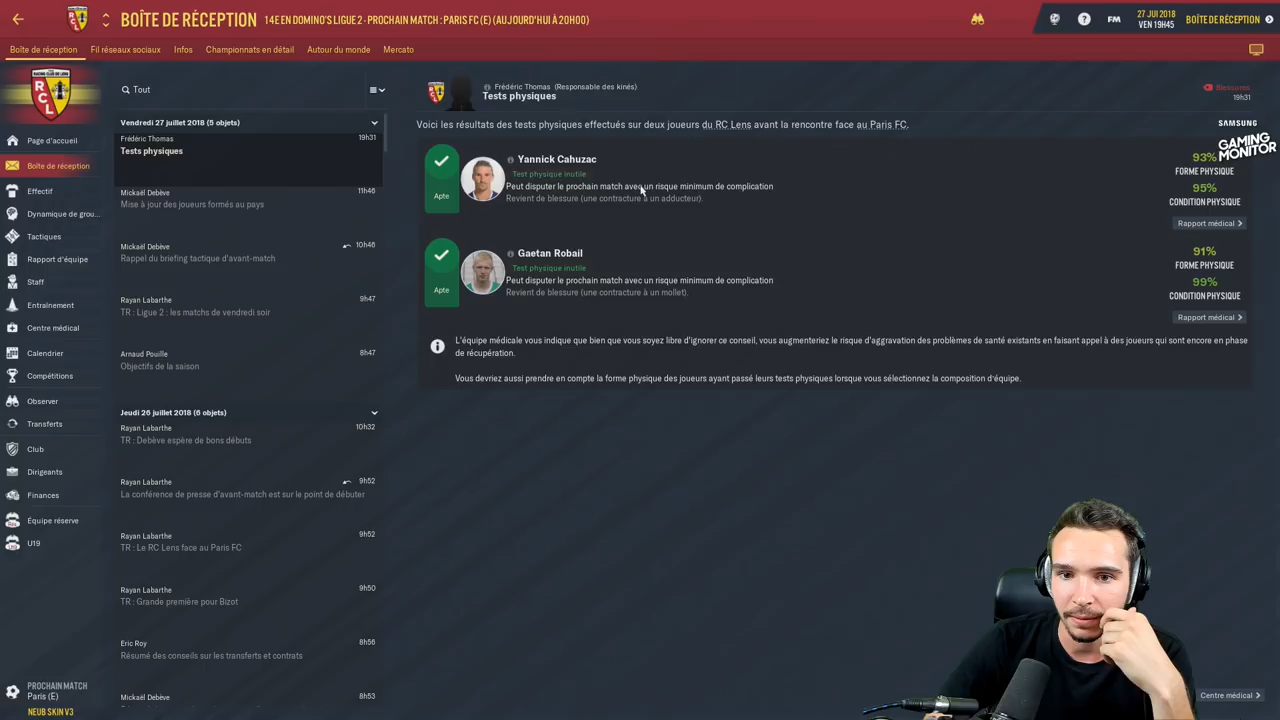 BOÎTE DE RÉCEPTION
14E EN DOMINO'S LIGUE 2 - PROCHAIN MATCH : PARIS FC (E) (AUJOURD'HUI À 20H00)
FM
27 JUI 2018
VEN 19H45
BOÎTE DE RÉCEPTION
Boîte de réception
Fil réseaux sociaux
Infos
Championnats en détail
Autour du monde
Mercato
RCL
Page d'accueil
Boîte de réception
Effectif
Dynamique de grou...
Tactiques
Rapport d'équipe
Staff
Entraînement
Centre médical
Calendrier
Compétitions
Observer
Transferts
Club
Dirigeants
Finances
Équipe réserve
U19
PROCHAIN MATCH
Paris (E)
NEUB SKIN V3
Tout
Vendredi 27 juillet 2018 (5 objets)
Frédéric Thomas 19h31
Tests physiques
Mickaël Debève 11h46
Mise à jour des joueurs formés au pays
Mickaël Debève 10h46
Rappel du briefing tactique d'avant-match
Rayan Labarthe 9h47
TR : Ligue 2 : les matchs de vendredi soir
Arnaud Pouille 8h47
Objectifs de la saison
Jeudi 26 juillet 2018 (6 objets)
Rayan Labarthe 10h32
TR : Debève espère de bons débuts
Rayan Labarthe 9h52
La conférence de presse d'avant-match est sur le point de débuter
Rayan Labarthe 9h52
TR : Le RC Lens face au Paris FC
Rayan Labarthe 9h50
TR : Grande première pour Bizot
Eric Roy 8h56
Résumé des conseils sur les transferts et contrats
Mickaël Debève 8h53
Frédéric Thomas (Responsable des kinés)
Tests physiques
Blessures
19h31
Voici les résultats des tests physiques effectués sur deux joueurs du RC Lens avant la rencontre face au Paris FC.
SAMSUNG
GAMING
MONITOR
Apte
Yannick Cahuzac
Test physique inutile
Peut disputer le prochain match avec un risque minimum de complication
Revient de blessure (une contracture à un adducteur).
93%
FORME PHYSIQUE
95%
CONDITION PHYSIQUE
Rapport médical
Apte
Gaetan Robail
Test physique inutile
Peut disputer le prochain match avec un risque minimum de complication
Revient de blessure (une contracture à un mollet).
91%
FORME PHYSIQUE
99%
CONDITION PHYSIQUE
Rapport médical
L'équipe médicale vous indique que bien que vous soyez libre d'ignorer ce conseil, vous augmenteriez le risque d'aggravation des problèmes de santé existants en faisant appel à des joueurs qui sont encore en phase
de récupération.
Vous devriez aussi prendre en compte la forme physique des joueurs ayant passé leurs tests physiques lorsque vous sélectionnez la composition d'équipe.
Centre médical